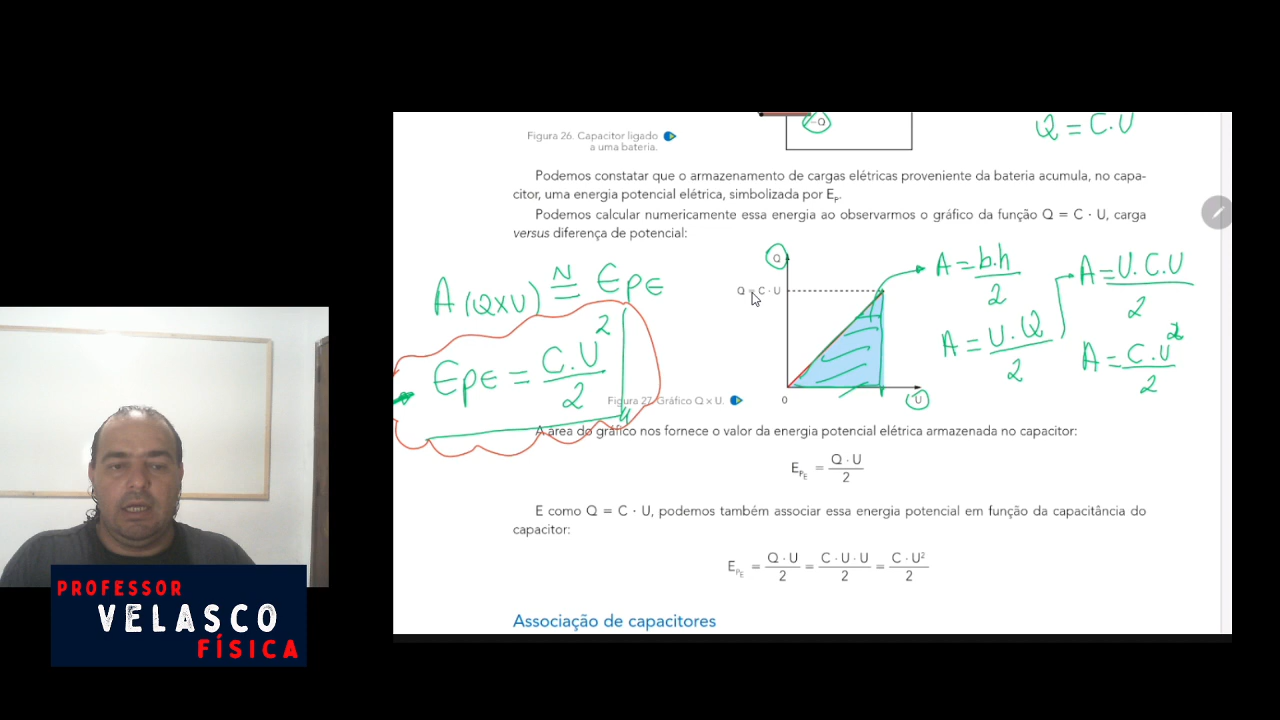 -Q
Q = C.U
Figura 26. Capacitor ligado
a uma bateria.
Podemos constatar que o armazenamento de cargas elétricas proveniente da bateria acumula, no capa-
citor, uma energia potencial elétrica, simbolizada por Eₚ.
Podemos calcular numericamente essa energia ao observarmos o gráfico da função Q = C · U, carga
versus diferença de potencial:
Q
Q = C · U
0
U
A = b.h/2
A = U.Q/2
A = U.C.U/2
A = C.U²/2
A (QXU) N= EPE
EPE = C.U²/2
Figura 27. Gráfico Q x U.
A área do gráfico nos fornece o valor da energia potencial elétrica armazenada no capacitor:
E_PE = Q · U/2
E como Q = C · U, podemos também associar essa energia potencial em função da capacitância do
capacitor:
E_PE = Q · U/2 = C · U · U/2 = C · U²/2
Associação de capacitores
PROFESSOR
VELASCO
FÍSICA